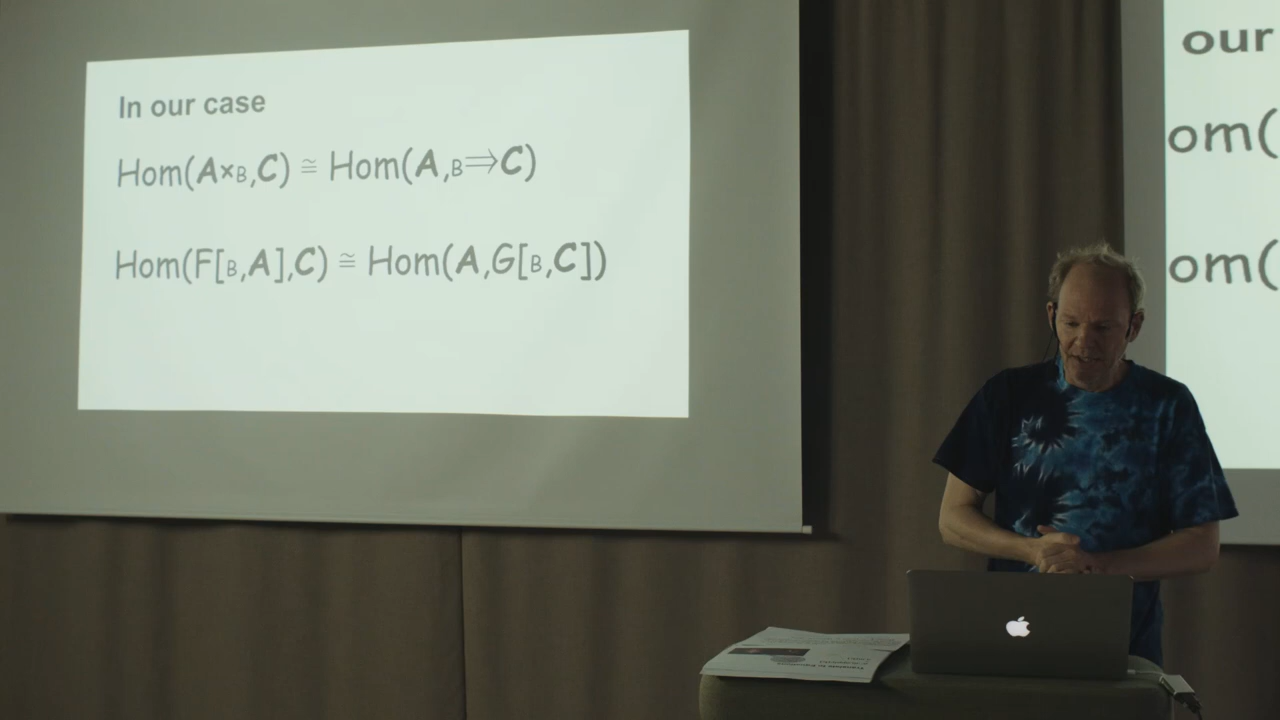 In our case
Hom(A×B,C) ≅ Hom(A,B⇒C)
Hom(F[B,A],C) ≅ Hom(A,G[B,C])
our
om(
om(